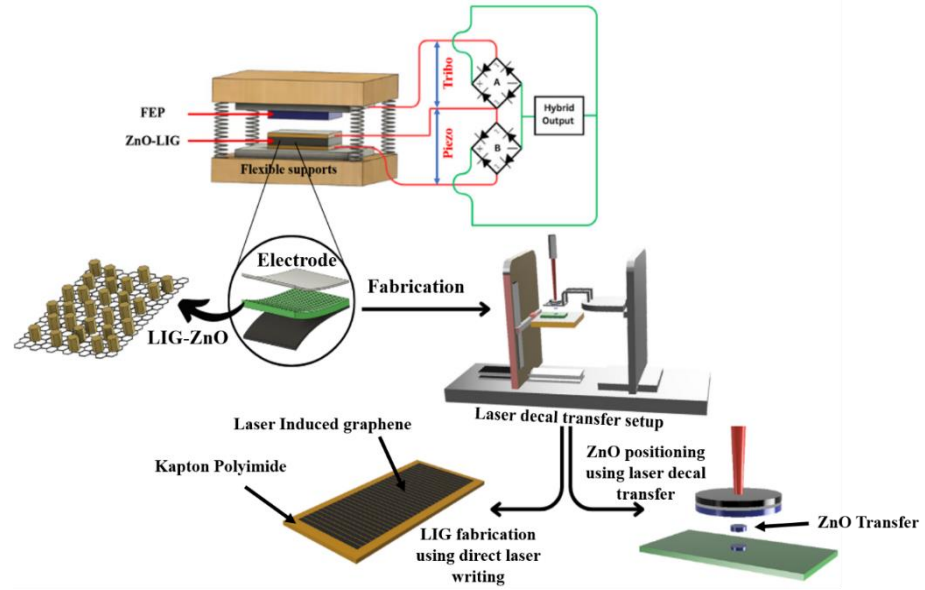 Tribo
A
Hybrid
Output
FEP
ZnO-LIG
Piezo
B
Flexible supports
Electrode
Fabrication
LIG-ZnO
Laser decal transfer setup
Laser Induced graphene
Kapton Polyimide
ZnO positioning
using laser decal
transfer
ZnO Transfer
LIG fabrication
using direct laser
writing